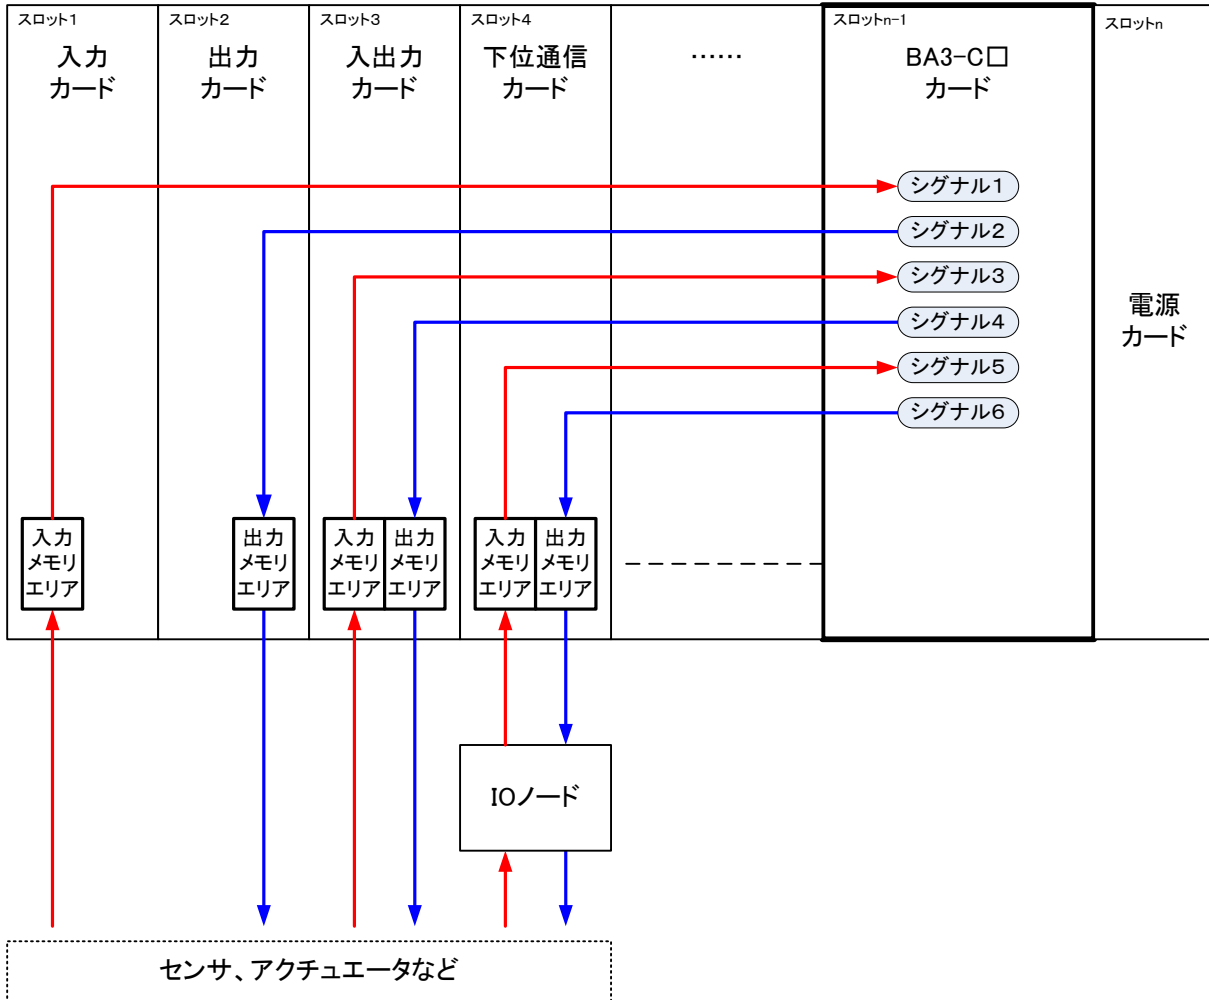 スロット1
入力
カード
スロット2
出力
カード
スロット3
入出力
カード
スロット4
下位通信
カード
……
スロットn-1
BA3-C□
カード
スロットn
電源
カード
シグナル1
シグナル2
シグナル3
シグナル4
シグナル5
シグナル6
入力
メモリ
エリア
出力
メモリ
エリア
入力
メモリ
エリア
出力
メモリ
エリア
入力
メモリ
エリア
出力
メモリ
エリア
IOノード
センサ、アクチュエータなど